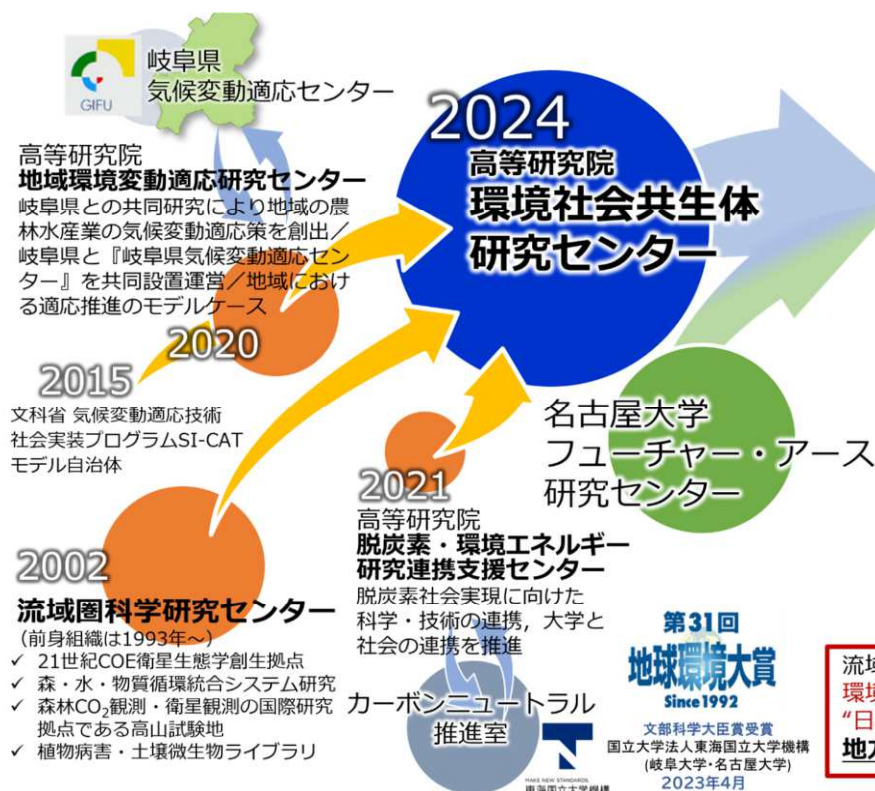 岐阜県
気候変動適応センター
GIFU
高等研究院
地域環境変動適応研究センター
岐阜県との共同研究により地域の農
林水産業の気候変動適応策を創出／
岐阜県と『岐阜県気候変動適応セン
ター』を共同設置運営／地域におけ
る適応推進のモデルケース
2020
2015
文科省 気候変動適応技術
社会実装プログラムSI-CAT
モデル自治体
2024
高等研究院
環境社会共生体
研究センター
名古屋大学
フューチャー・アース
研究センター
2002
流域圏科学研究センター
(前身組織は1993年～)
✓ 21世紀COE衛星生態学創生拠点
✓ 森・水・物質循環統合システム研究
✓ 森林CO₂観測・衛星観測の国際研究
拠点である高山試験地
✓ 植物病害・土壌微生物ライブラリ
2021
高等研究院
脱炭素・環境エネルギー
研究連携支援センター
脱炭素社会実現に向けた
科学・技術の連携，大学と
社会の連携を推進
カーボンニュートラル
推進室
MAKE NEW STANDARDS.
東海国立大学機構
第31回
地球環境大賞
Since1992
文部科学大臣賞受賞
国立大学法人東海国立大学機構
(岐阜大学・名古屋大学)
2023年4月
流域
環境
“日
地方